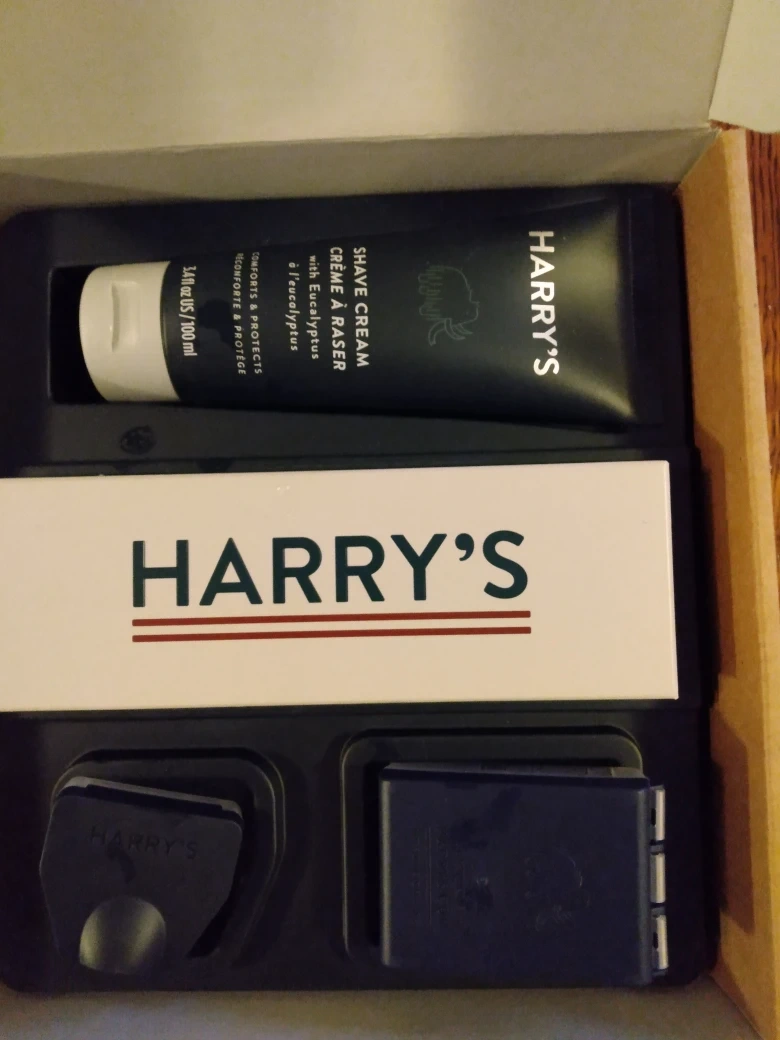 HARRY'S
SHAVE CREAM
CRÈME À RASER
with Eucalyptus
à l'eucalyptus
COMFORTS & PROTECTS
RÉCONFORTE & PROTÈGE
3.4 fl oz US / 100 ml
HARRY'S
HARRY'S